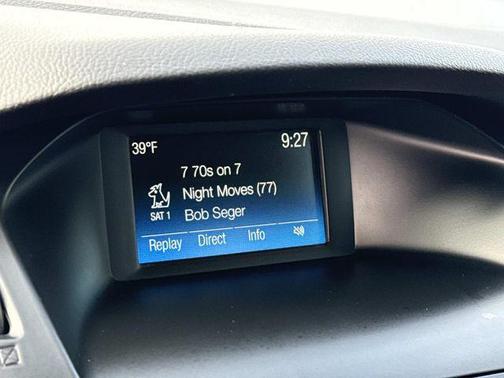 39°F 9:27
7 70s on 7
Night Moves (77)
SAT 1 Bob Seger
Replay Direct Info